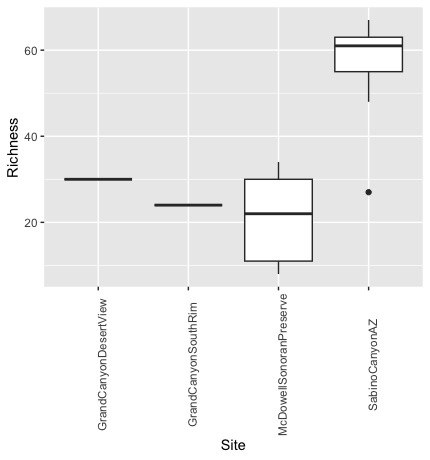 Richness
60
40
20
GrandCanyonDesertView
GrandCanyonSouthRim
McDowellSonoranPreserve
SabinoCanyonAZ
Site